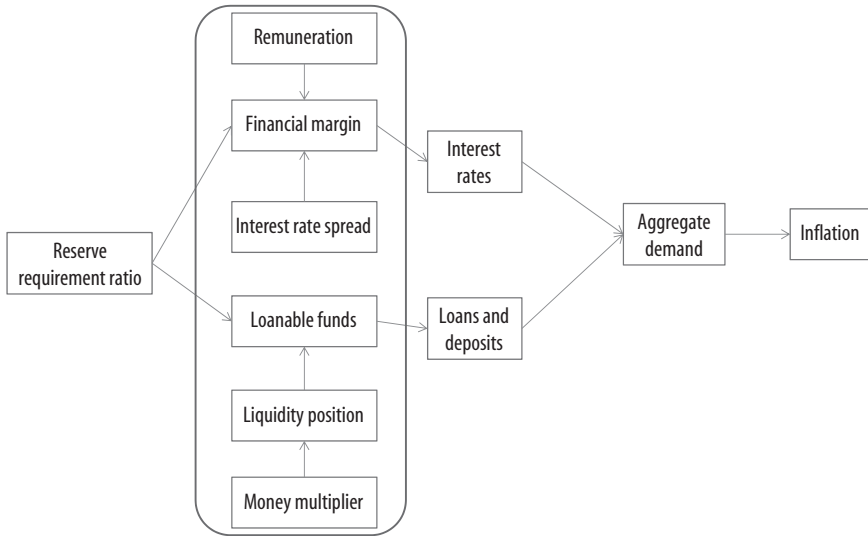 Remuneration
Financial margin
Interest rate spread
Reserve
requirement ratio
Loanable funds
Liquidity position
Money multiplier
Interest
rates
Loans and
deposits
Aggregate
demand
Inflation